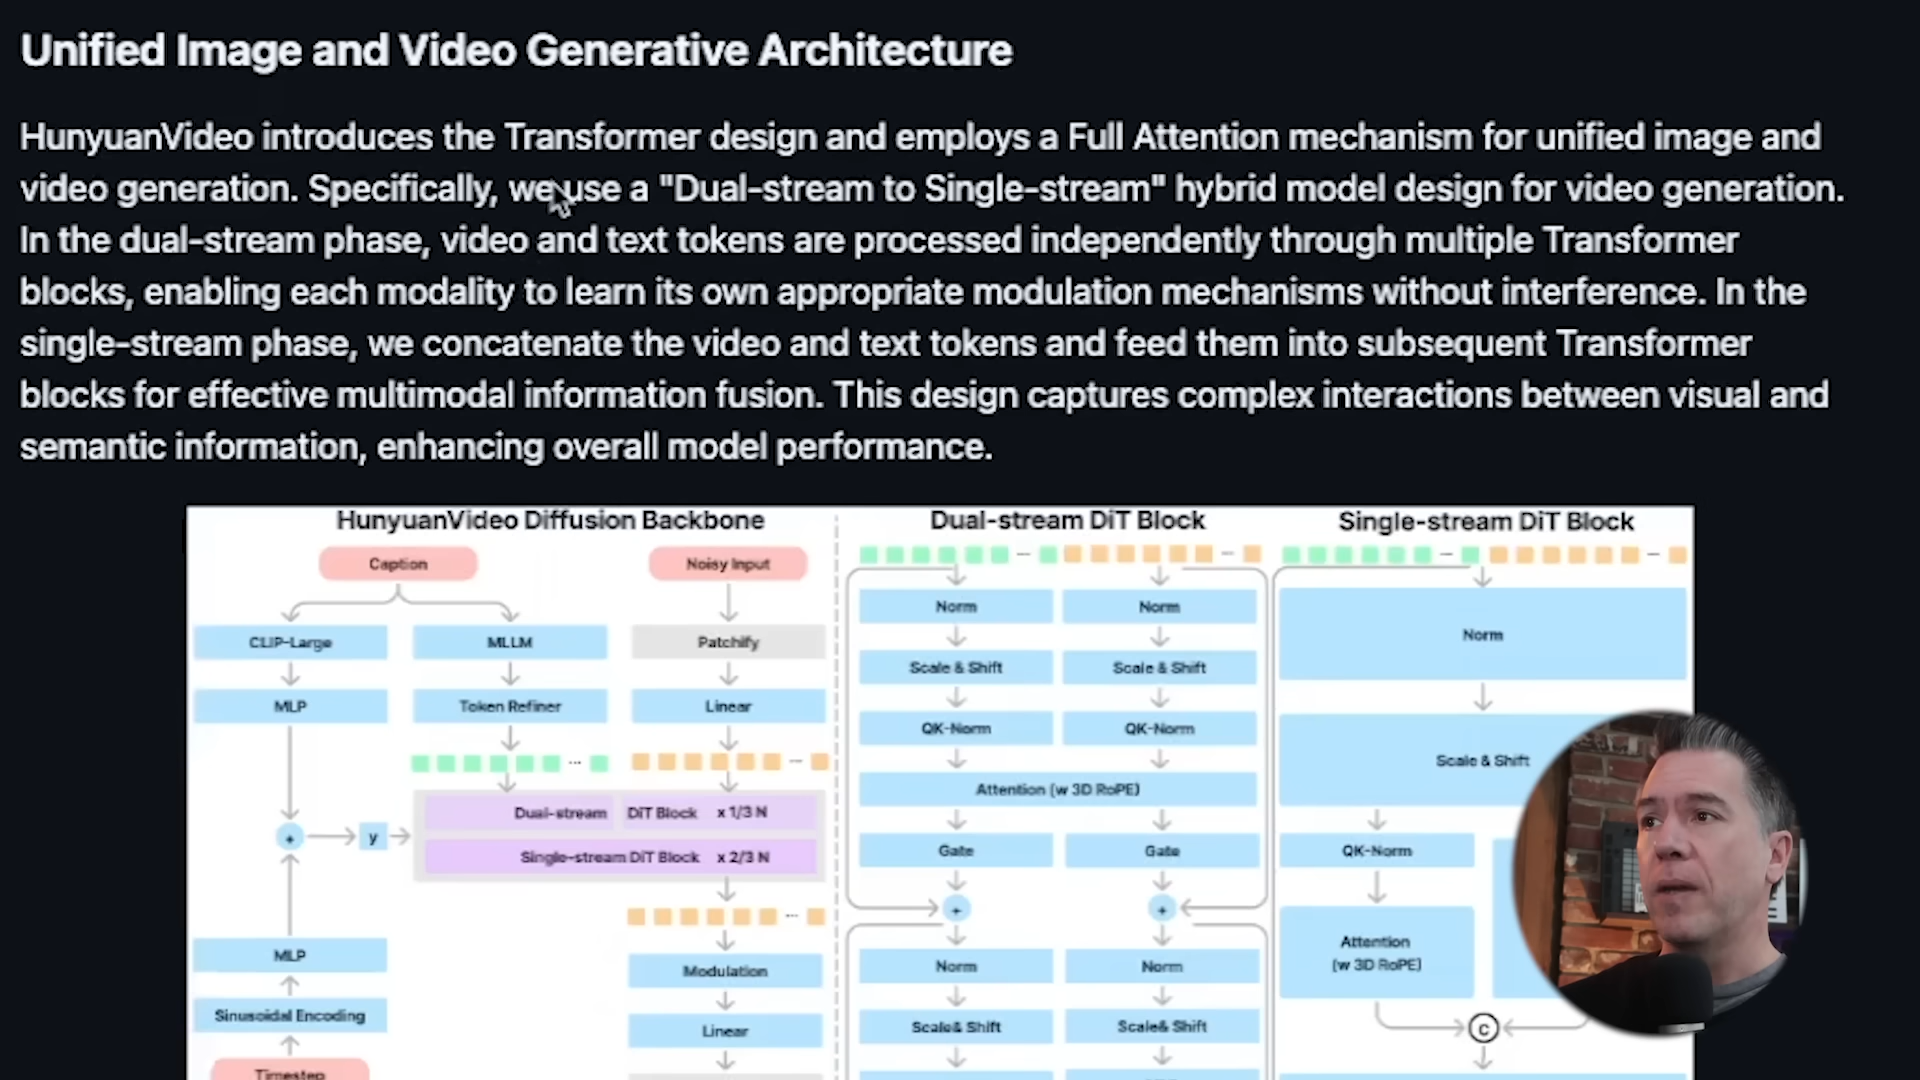 Unified Image and Video Generative Architecture
HunyuanVideo introduces the Transformer design and employs a Full Attention mechanism for unified image and
video generation. Specifically, we use a "Dual-stream to Single-stream" hybrid model design for video generation.
In the dual-stream phase, video and text tokens are processed independently through multiple Transformer
blocks, enabling each modality to learn its own appropriate modulation mechanisms without interference. In the
single-stream phase, we concatenate the video and text tokens and feed them into subsequent Transformer
blocks for effective multimodal information fusion. This design captures complex interactions between visual and
semantic information, enhancing overall model performance.
HunyuanVideo Diffusion Backbone
Caption
Noisy Input
CLIP-Large
MLLM
Patchify
MLP
Token Refiner
Linear
...
...
Dual-stream DiT Block x 1/3 N
+
y
Single-stream DiT Block x 2/3 N
...
MLP
Modulation
Sinusoidal Encoding
Linear
Timestep
Dual-stream DiT Block
...
...
Norm
Norm
Scale & Shift
Scale & Shift
QK-Norm
QK-Norm
Attention (w 3D RoPE)
Gate
Gate
+
+
Norm
Norm
Scale& Shift
Scale& Shift
Single-stream DiT Block
...
...
Norm
Scale & Shift
QK-Norm
Attention
(w 3D RoPE)
C